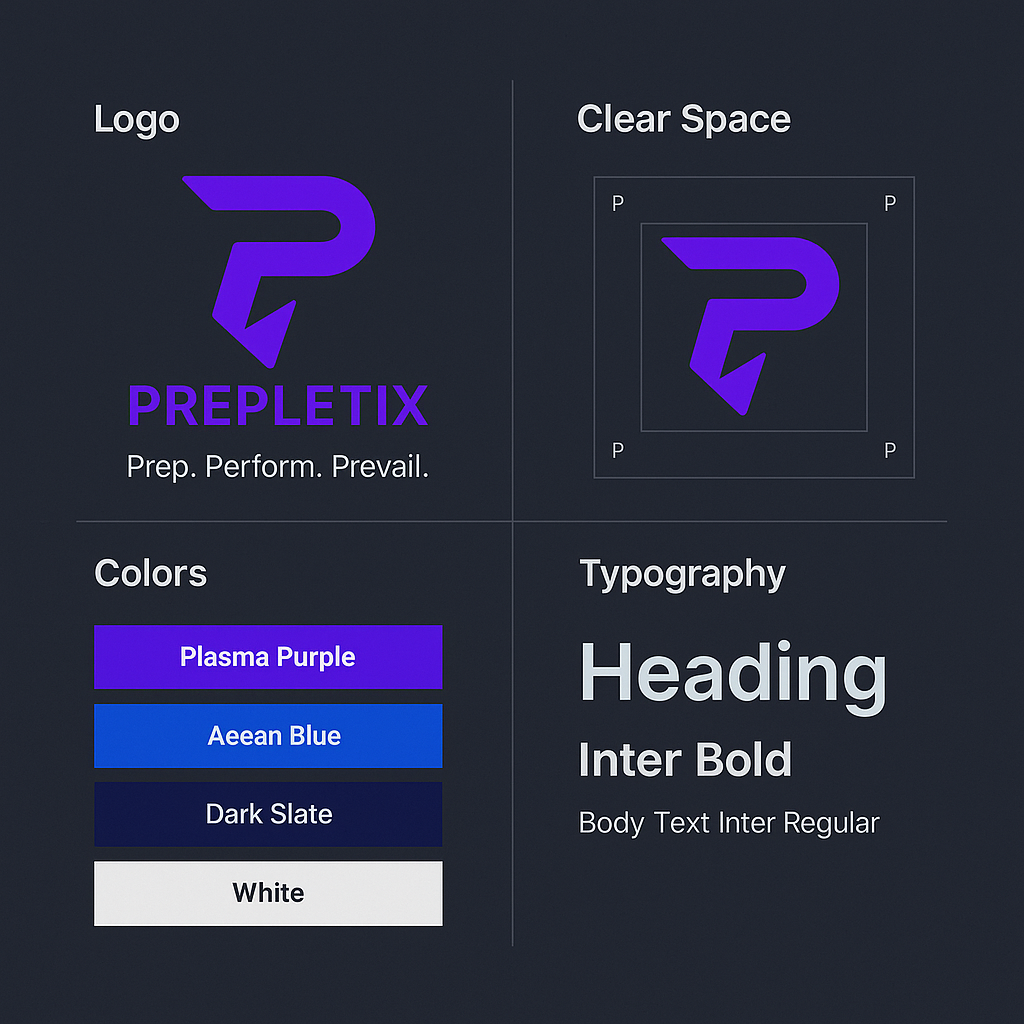 Logo
PREPLETIX
Prep. Perform. Prevail.
Clear Space
P P
P P
Colors
Plasma Purple
Aeean Blue
Dark Slate
White
Typography
Heading
Inter Bold
Body Text Inter Regular